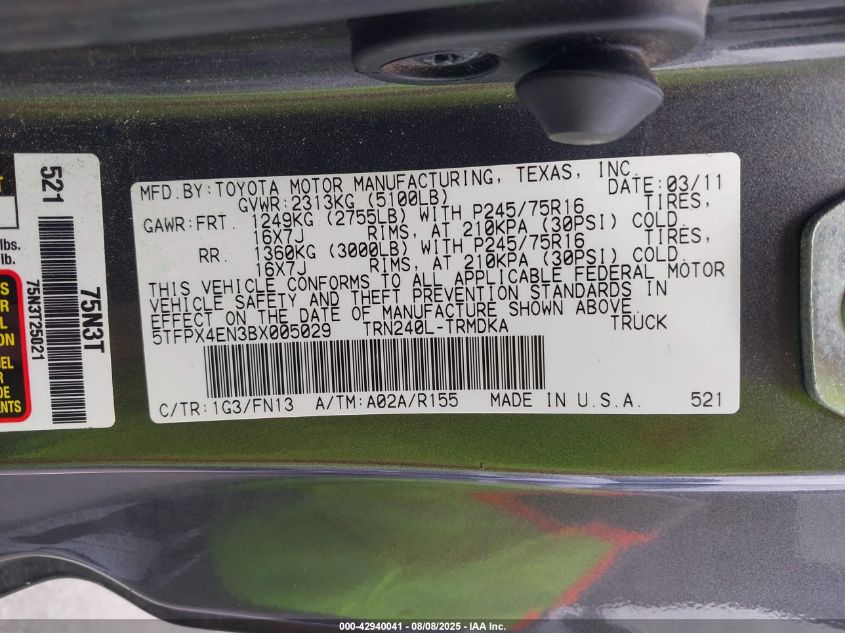 MFD.BY:TOYOTA MOTOR MANUFACTURING, TEXAS, INC.
GVWR:2313KG (5100LB) DATE:03/11
GAWR:FRT. 1249KG (2755LB) WITH P245/75R16 TIRES,
16X7J RIMS, AT 210KPA (30PSI) COLD.
RR. 1360KG (3000LB) WITH P245/75R16 TIRES,
16X7J RIMS, AT 210KPA (30PSI) COLD.
THIS VEHICLE CONFORMS TO ALL APPLICABLE FEDERAL MOTOR
VEHICLE SAFETY AND THEFT PREVENTION STANDARDS IN
EFFECT ON THE DATE OF MANUFACTURE SHOWN ABOVE.
5TFPX4EN3BX005029 TRN240L-TRMDKA TRUCK
C/TR:1G3/FN13 A/TM:A02A/R155 MADE IN U.S.A. 521
521
75N3T
75N3T25021
lbs.
lb.
000-42940041 - 08/08/2025 - IAA Inc.